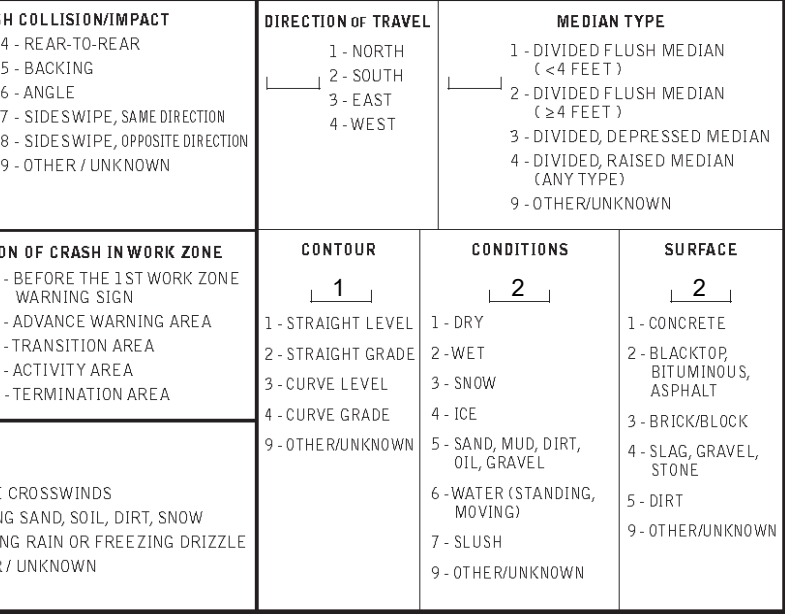 COLLISION/IMPACT
4 - REAR-TO-REAR
5 - BACKING
6 - ANGLE
7 - SIDESWIPE, SAME DIRECTION
8 - SIDESWIPE, OPPOSITE DIRECTION
9 - OTHER / UNKNOWN
DIRECTION OF TRAVEL
1 - NORTH
2 - SOUTH
3 - EAST
4 - WEST
MEDIAN TYPE
1 - DIVIDED FLUSH MEDIAN
( <4 FEET )
2 - DIVIDED FLUSH MEDIAN
( ≥4 FEET )
3 - DIVIDED, DEPRESSED MEDIAN
4 - DIVIDED, RAISED MEDIAN
(ANY TYPE)
9 - OTHER/UNKNOWN
OF CRASH IN WORK ZONE
- BEFORE THE 1ST WORK ZONE
WARNING SIGN
- ADVANCE WARNING AREA
- TRANSITION AREA
- ACTIVITY AREA
- TERMINATION AREA
CROSSWINDS
SAND, SOIL, DIRT, SNOW
RAIN OR FREEZING DRIZZLE
/ UNKNOWN
CONTOUR
1
1 - STRAIGHT LEVEL
2 - STRAIGHT GRADE
3 - CURVE LEVEL
4 - CURVE GRADE
9 - OTHER/UNKNOWN
CONDITIONS
2
1 - DRY
2 - WET
3 - SNOW
4 - ICE
5 - SAND, MUD, DIRT,
OIL, GRAVEL
6 - WATER (STANDING,
MOVING)
7 - SLUSH
9 - OTHER/UNKNOWN
SURFACE
2
1 - CONCRETE
2 - BLACKTOP,
BITUMINOUS,
ASPHALT
3 - BRICK/BLOCK
4 - SLAG, GRAVEL,
STONE
5 - DIRT
9 - OTHER/UNKNOWN